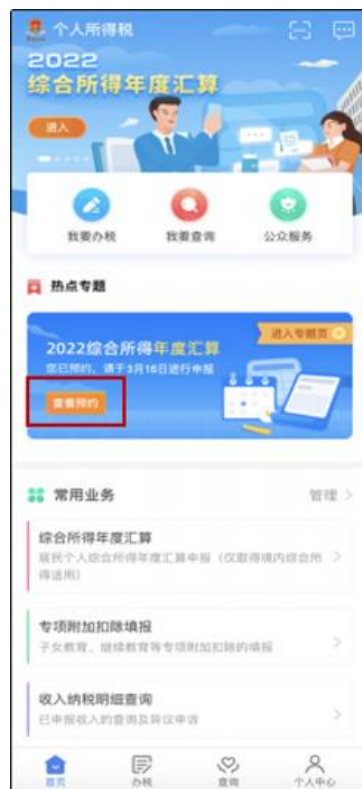 个人所得税
2022
综合所得年度汇算
进入
我要办税
我要查询
公众服务
热点专题
进入专题页
2022综合所得年度汇算
您已预约，请于3月16日进行申报
查看预约
常用业务
管理
综合所得年度汇算
居民个人综合所得年度汇算申报（仅取得境内综合所
得适用）
专项附加扣除填报
子女教育、继续教育等专项附加扣除的填报
收入纳税明细查询
已申报收入的查询及异议申诉
首页
办税
查询
个人中心